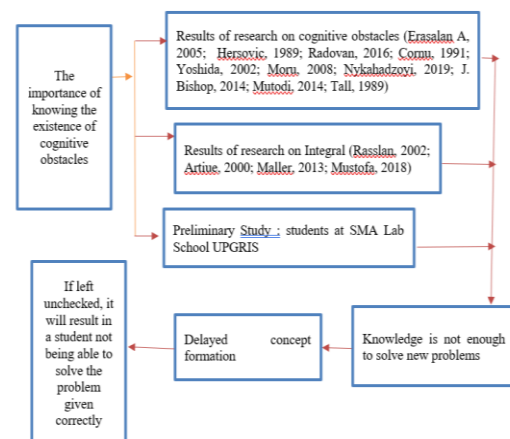 The
importance of
knowing the
existence of
cognitive
obstacles
Results of research on cognitive obstacles (Erasalan A,
2005; Hersovic, 1989; Radovan, 2016; Cornu, 1991;
Yoshida, 2002; Moru, 2008; Nykahadzoyi, 2019; J.
Bishop, 2014; Mutodi, 2014; Tall, 1989)
Results of research on Integral (Rasslan, 2002;
Artiue, 2000; Maller, 2013; Mustofa, 2018)
Preliminary Study : students at SMA Lab
School UPGRIS
Knowledge is not enough
to solve new problems
Delayed concept
formation
If left
unchecked, it
will result in
a student not
being able to
solve the
problem
given
correctly